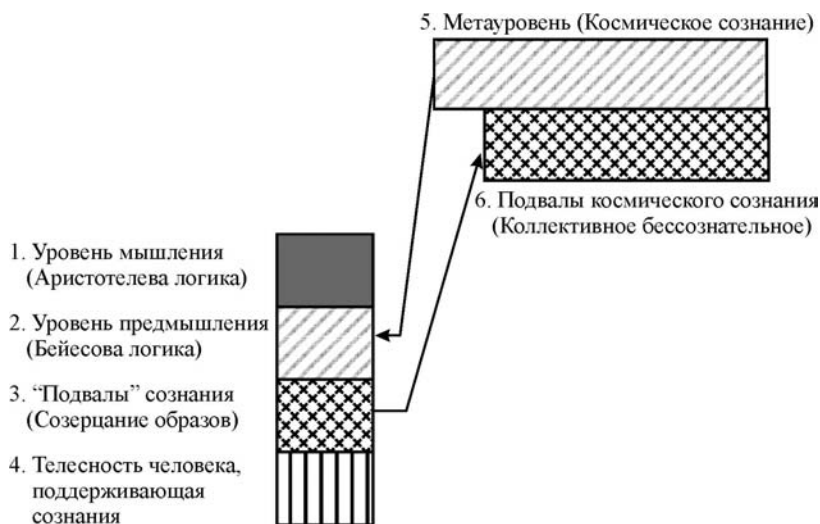 5. Метауровень (Космическое сознание)
6. Подвалы космического сознания
(Коллективное бессознательное)
1. Уровень мышления
(Аристотелева логика)
2. Уровень предмышления
(Бейесова логика)
3. “Подвалы” сознания
(Созерцание образов)
4. Телесность человека,
поддерживающая
сознания